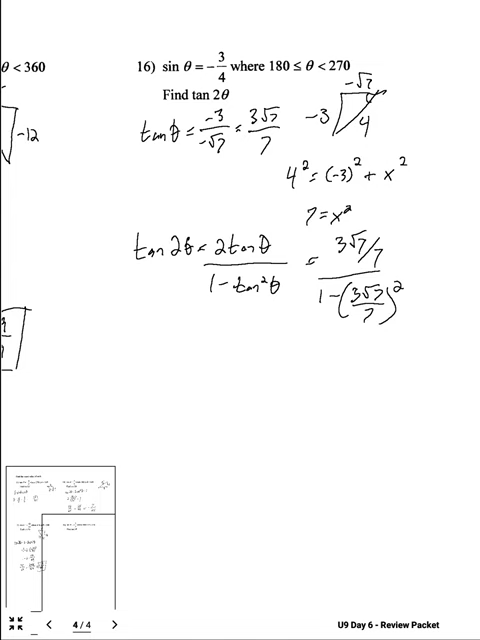 θ < 360
16) sin θ = -3/4 where 180 ≤ θ < 270
Find tan 2θ
-12
tan θ = -3/-√7 = 3√7/7
-√7
-3
4
4² = (-3)² + x²
7 = x²
tan 2θ = 2tan θ / 1 - tan²θ = 3√7/7 / 1 - (3√7/7)²
4 / 4
U9 Day 6 - Review Packet